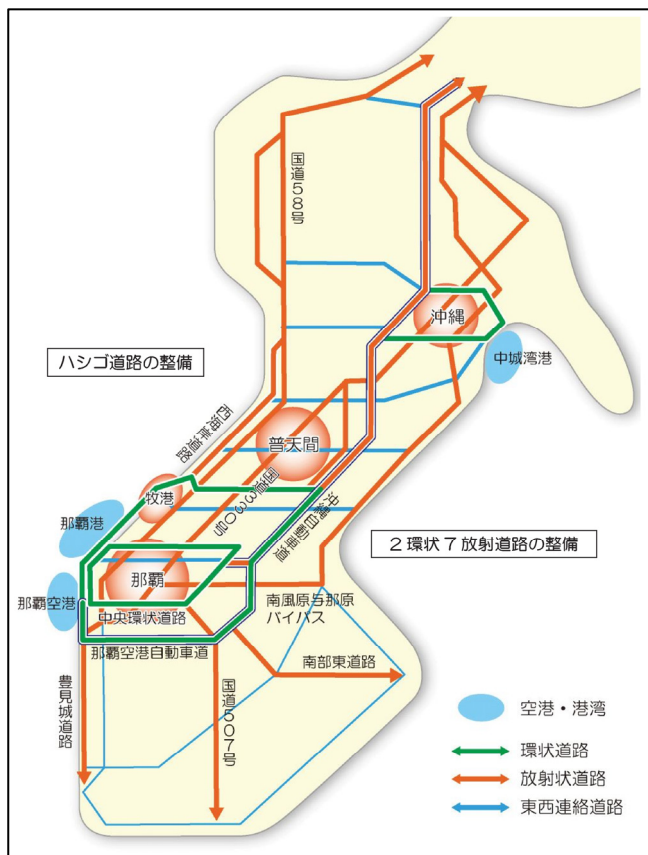 国道58号
沖縄
中城湾港
ハシゴ道路の整備
西海岸道路
普天間
国道330号
牧港
沖縄自動車道
那覇港
2環状7放射道路の整備
那覇
那覇空港
中央環状道路
南風原与那原
バイパス
那覇空港自動車道
南部東道路
豊見城道路
国道507号
空港・港湾
環状道路
放射状道路
東西連絡道路